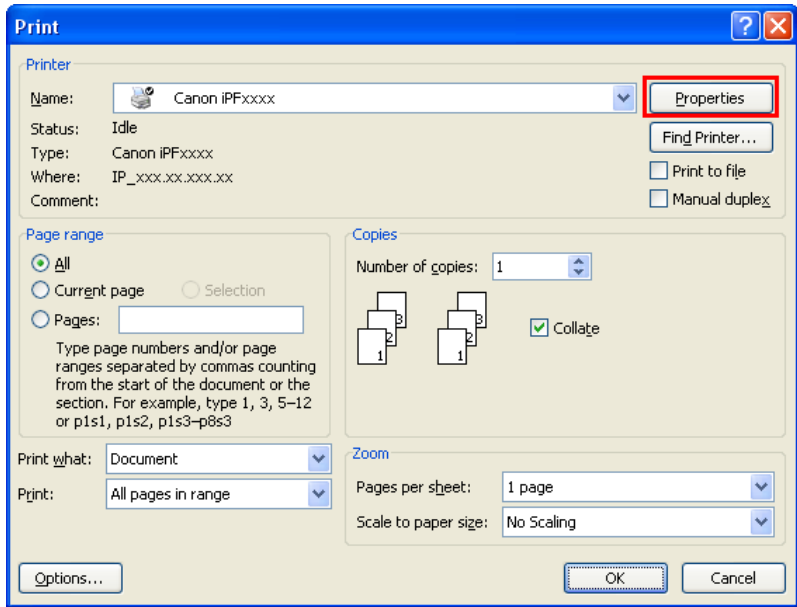 Print
Printer
Name: Canon iPFxxxx Properties
Status: Idle Find Printer...
Type: Canon iPFxxxx
Where: IP_xxx.xx.xxx.xx Print to file
Comment: Manual duplex
Page range
All
Current page Selection
Pages:
Type page numbers and/or page
ranges separated by commas counting
from the start of the document or the
section. For example, type 1, 3, 5–12
or p1s1, p1s2, p1s3–p8s3
Copies
Number of copies: 1
3 3
2 2
1 1
Collate
Print what: Document
Print: All pages in range
Zoom
Pages per sheet: 1 page
Scale to paper size: No Scaling
Options... OK Cancel